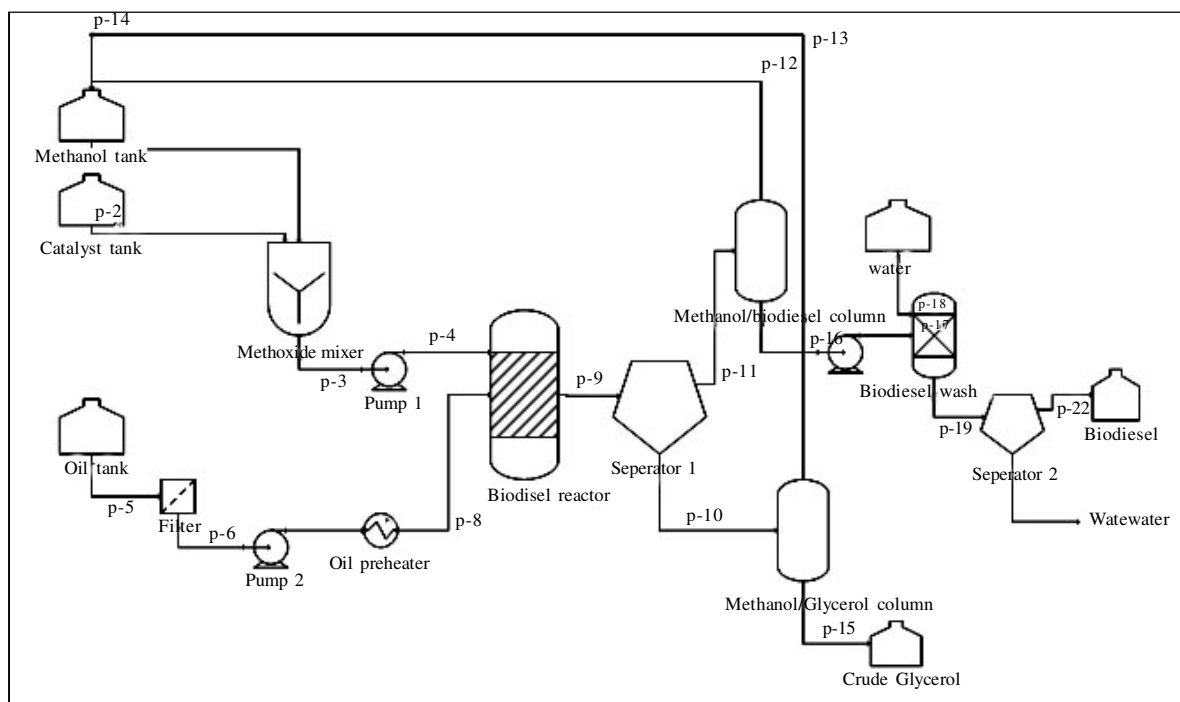 p-14
p-13
p-12
Methanol tank
p-2
Catalyst tank
water
p-18
p-17
Methanol/biodiesel column
p-16
p-4
Methoxide mixer
p-3
Pump 1
p-9
p-11
Biodiesel wash
p-19
p-22
Biodiesel
Oil tank
Seperator 1
Seperator 2
Biodisel reactor
p-5
Filter
p-6
p-8
p-10
Watewater
Oil preheater
Pump 2
Methanol/Glycerol column
p-15
Crude Glycerol